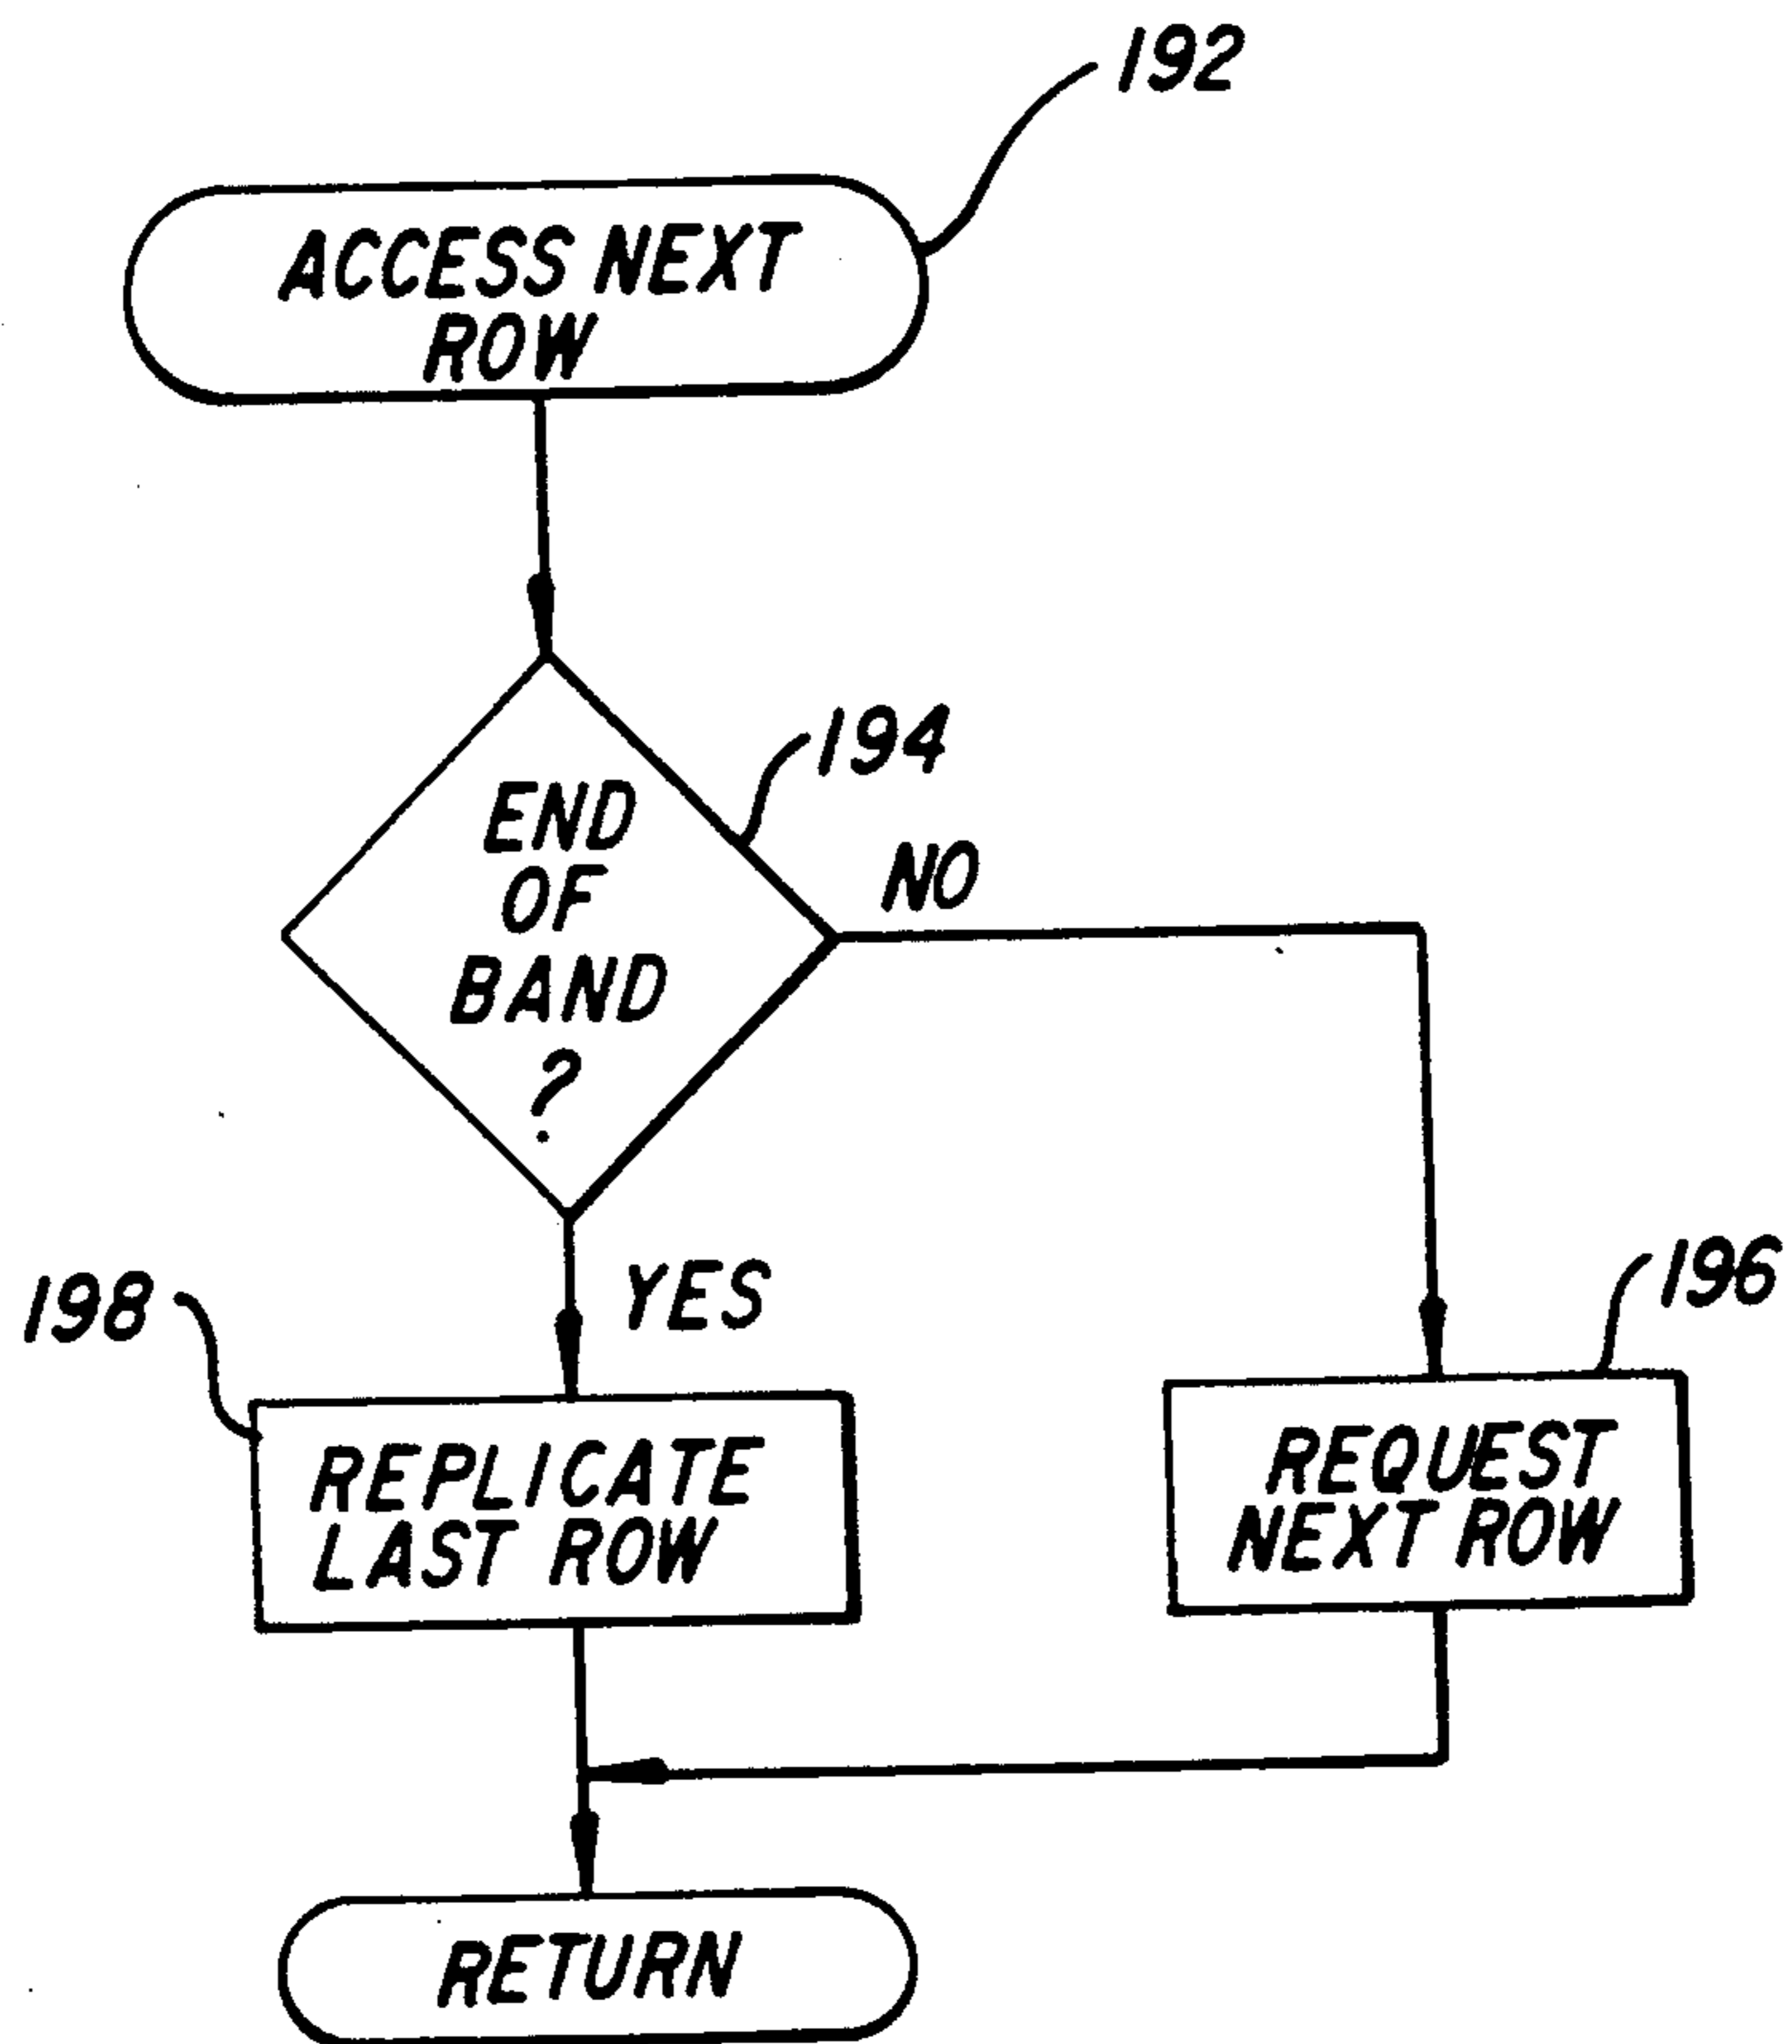 192
ACCESS NEXT
ROW
194
END
OF
BAND
?
NO
YES
198
196
REPLICATE
LAST ROW
REQUEST
NEXT ROW
RETURN